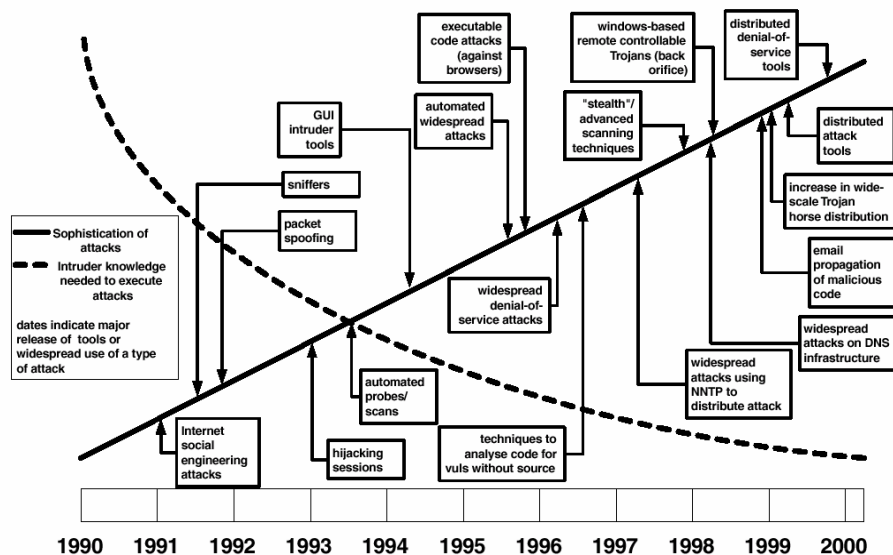 executable
code attacks
(against
browsers)
windows-based
remote controllable
Trojans (back
orifice)
distributed
denial-of-
service
tools
GUI
intruder
tools
automated
widespread
attacks
"stealth"/
advanced
scanning
techniques
distributed
attack
tools
sniffers
increase in wide-
scale Trojan
horse distribution
packet
spoofing
Sophistication of
attacks
Intruder knowledge
needed to execute
attacks
dates indicate major
release of tools or
widespread use of a type
of attack
email
propagation
of malicious
code
widespread
denial-of-
service attacks
widespread
attacks on DNS
infrastructure
automated
probes/
scans
widespread
attacks using
NNTP to
distribute attack
Internet
social
engineering
attacks
hijacking
sessions
techniques to
analyse code for
vuls without source
1990 1991 1992 1993 1994 1995 1996 1997 1998 1999 2000